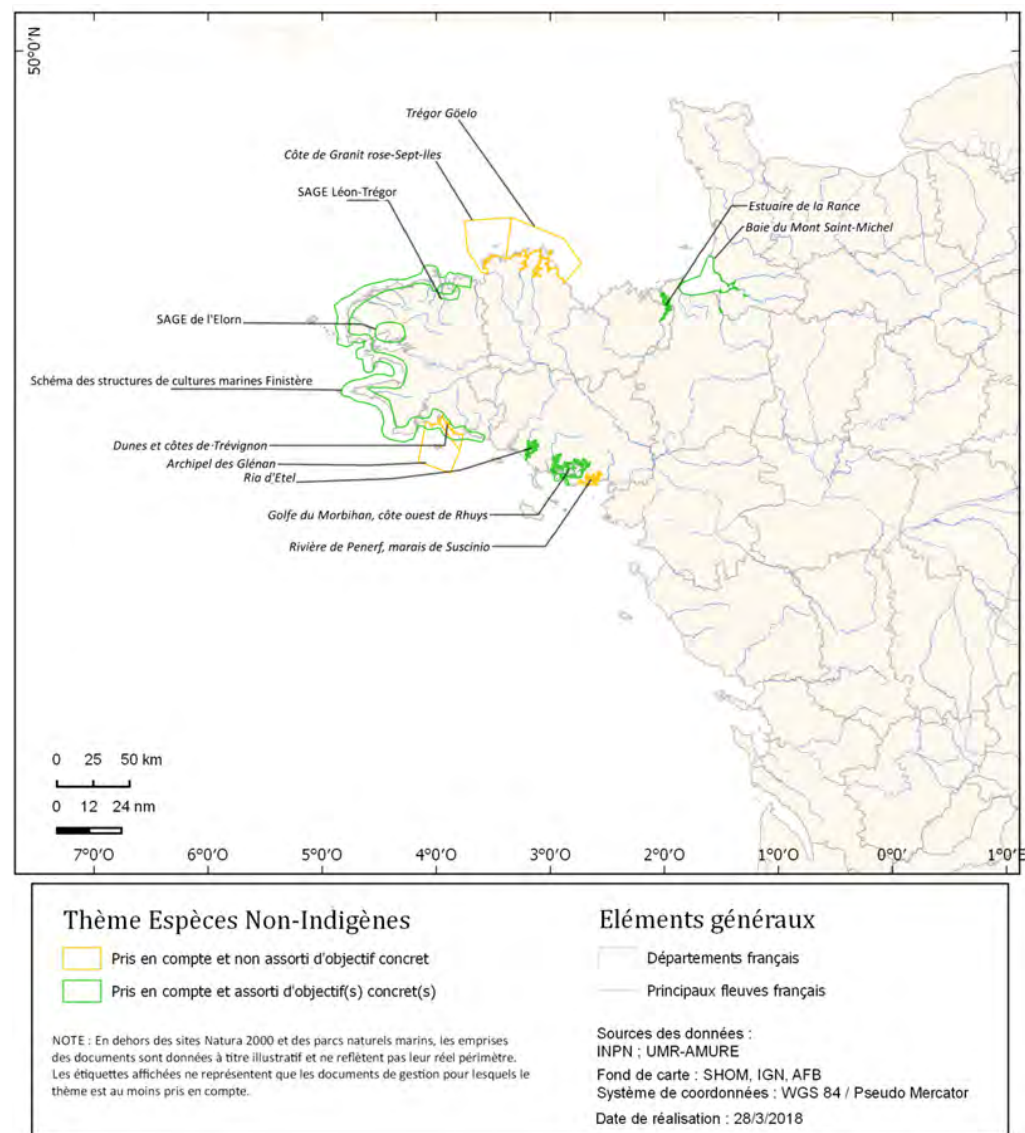 50°0'N
Trégor Göelo
Côte de Granit rose-Sept-Iles
SAGE Léon-Trégor
Estuaire de la Rance
Baie du Mont Saint-Michel
SAGE de l'Elorn
Schéma des structures de cultures marines Finistère
Dunes et côtes de Trévignon
Archipel des Glénan
Ria d'Etel
Golfe du Morbihan, côte ouest de Rhuys
Rivière de Penerf, marais de Suscinio
0 25 50 km
0 12 24 nm
7°0'0 6°0'0 5°0'0 4°0'0 3°0'0 2°0'0 1°0'0 0°0'0 1°0'E
Thème Espèces Non-Indigènes
Pris en compte et non assorti d'objectif concret
Pris en compte et assorti d'objectif(s) concret(s)
NOTE : En dehors des sites Natura 2000 et des parcs naturels marins, les emprises
des documents sont données à titre illustratif et ne reflètent pas leur réel périmètre.
Les étiquettes affichées ne représentent que les documents de gestion pour lesquels le
thème est au moins pris en compte.
Eléments généraux
Départements français
Principaux fleuves français
Sources des données :
INPN ; UMR-AMURE
Fond de carte : SHOM, IGN, AFB
Système de coordonnées : WGS 84 / Pseudo Mercator
Date de réalisation : 28/3/2018